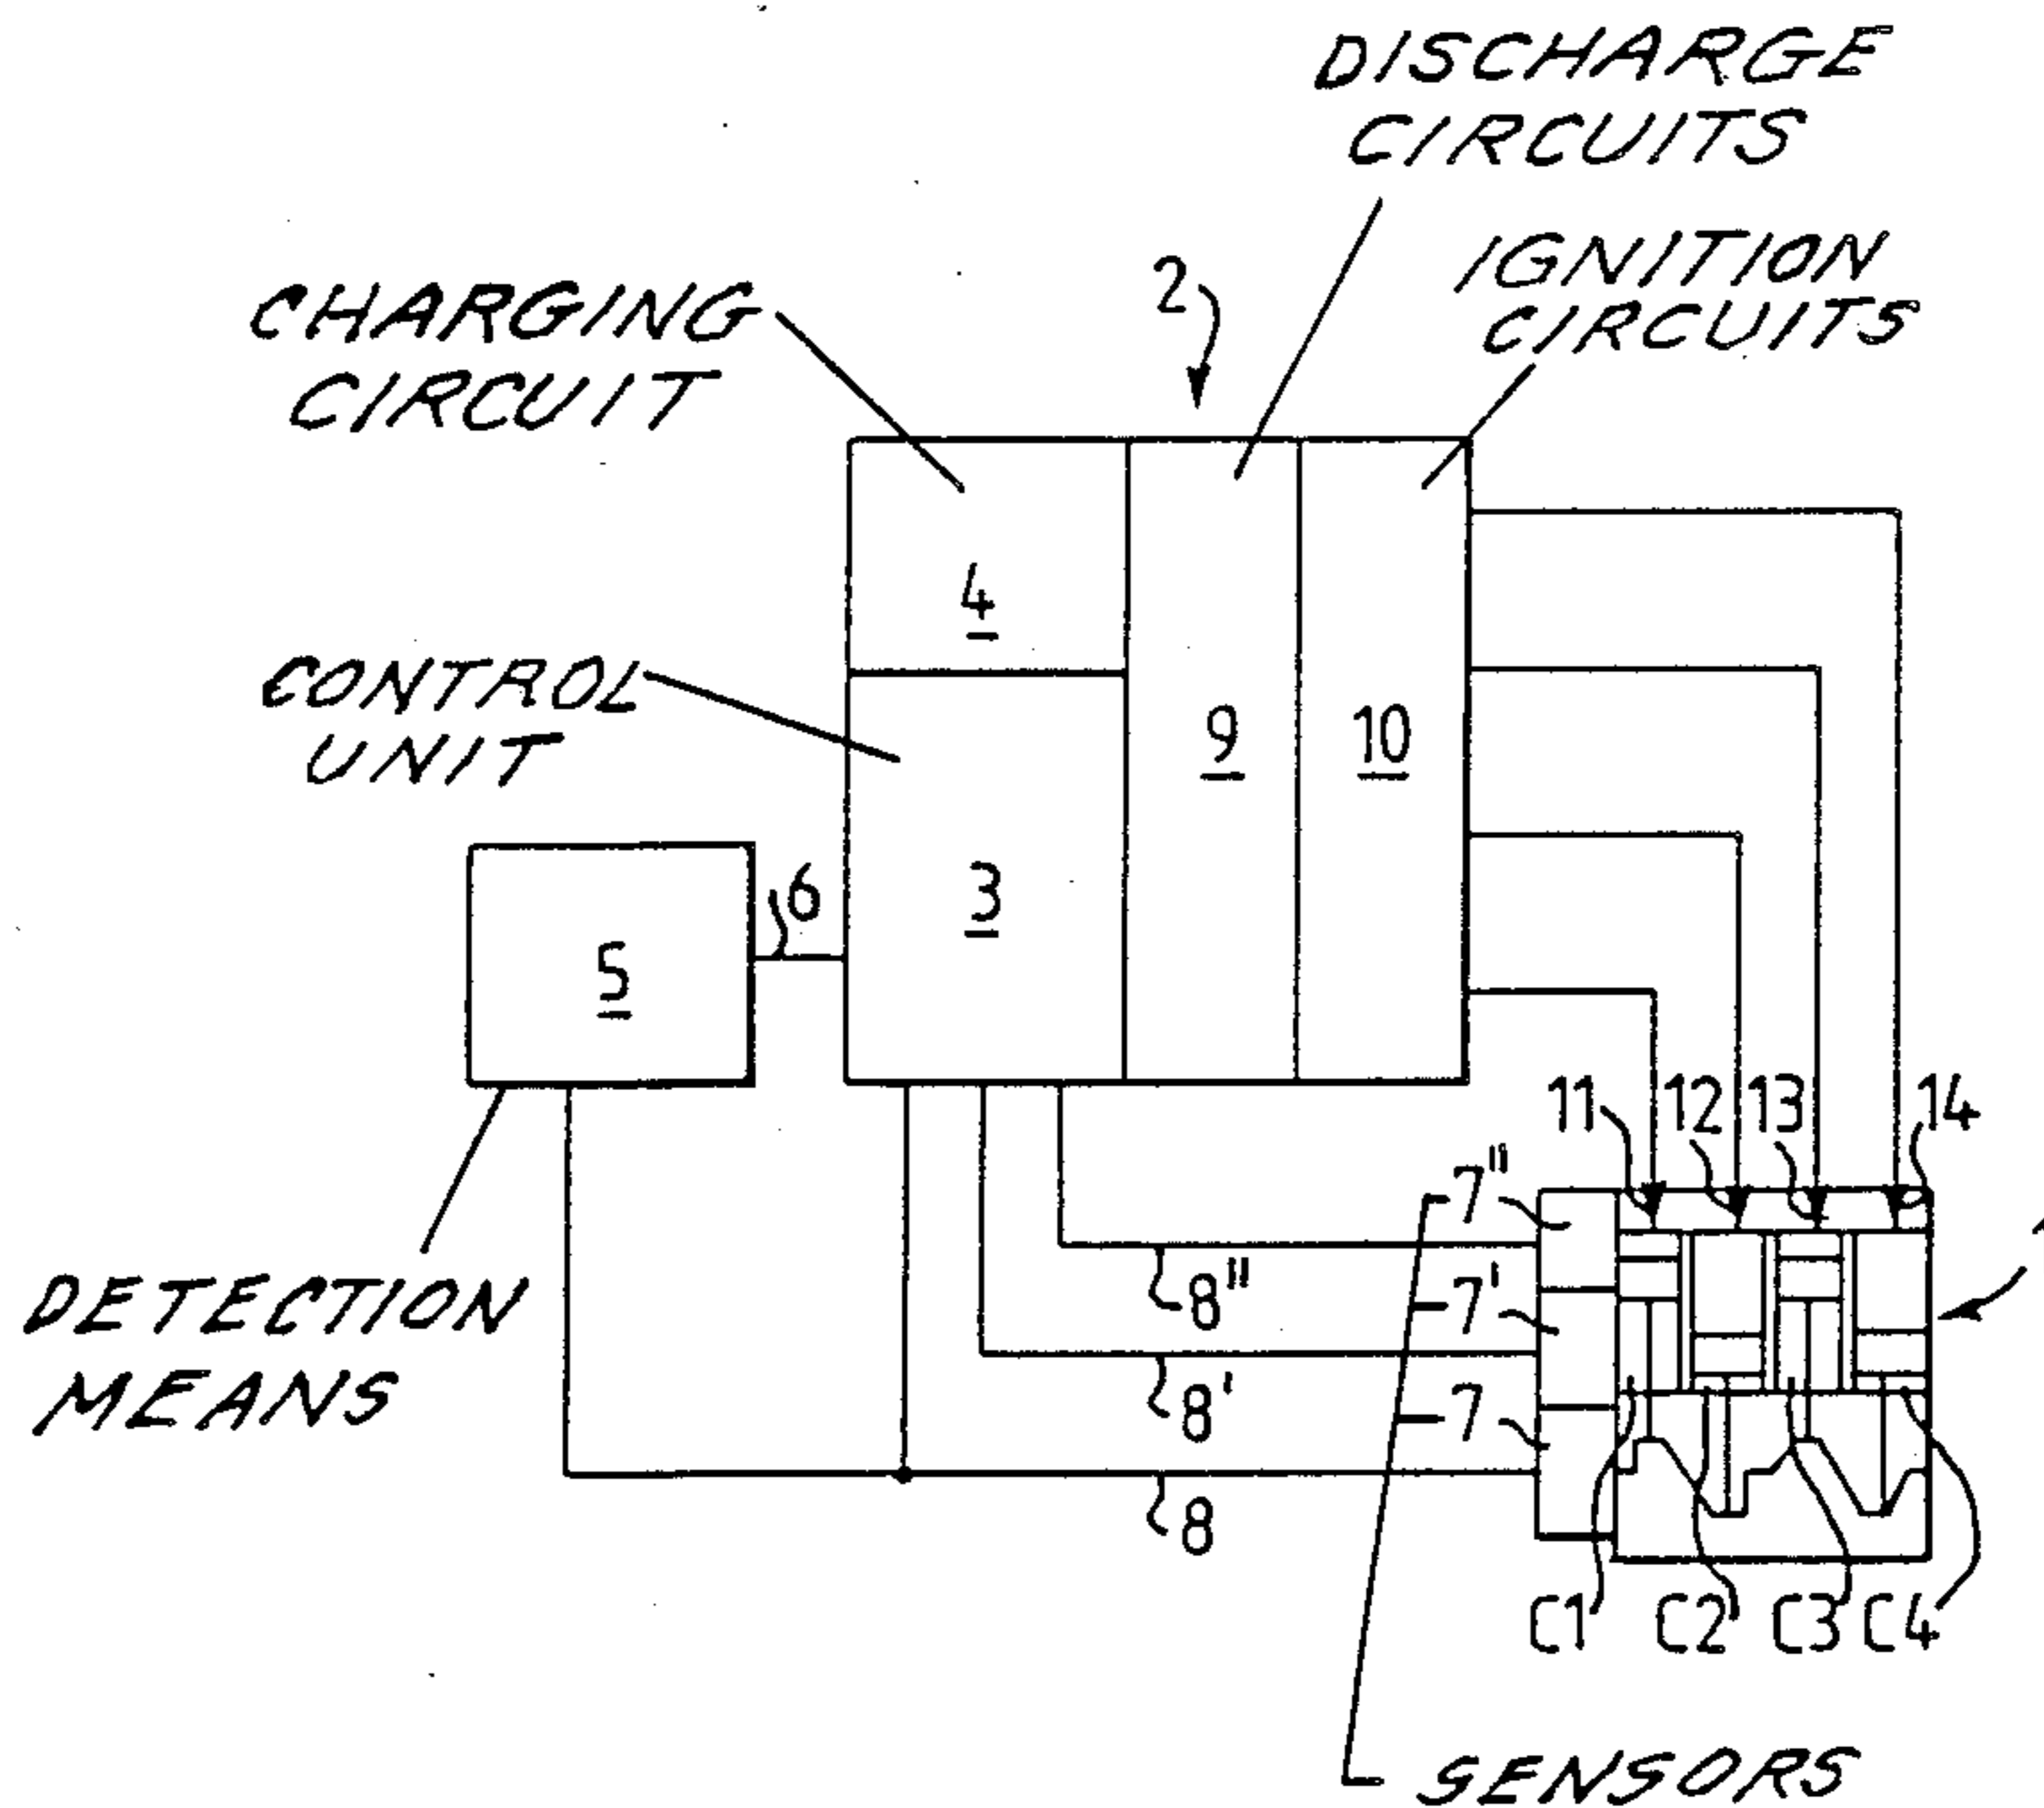 DISCHARGE
CIRCUITS
IGNITION
CIRCUITS
2
CHARGING
CIRCUIT
4
CONTROL
UNIT
9
10
3
6
5
11
12
13
14
7"
8"
7'
8'
7
8
DETECTION
MEANS
C1
C2
C3
C4
SENSORS